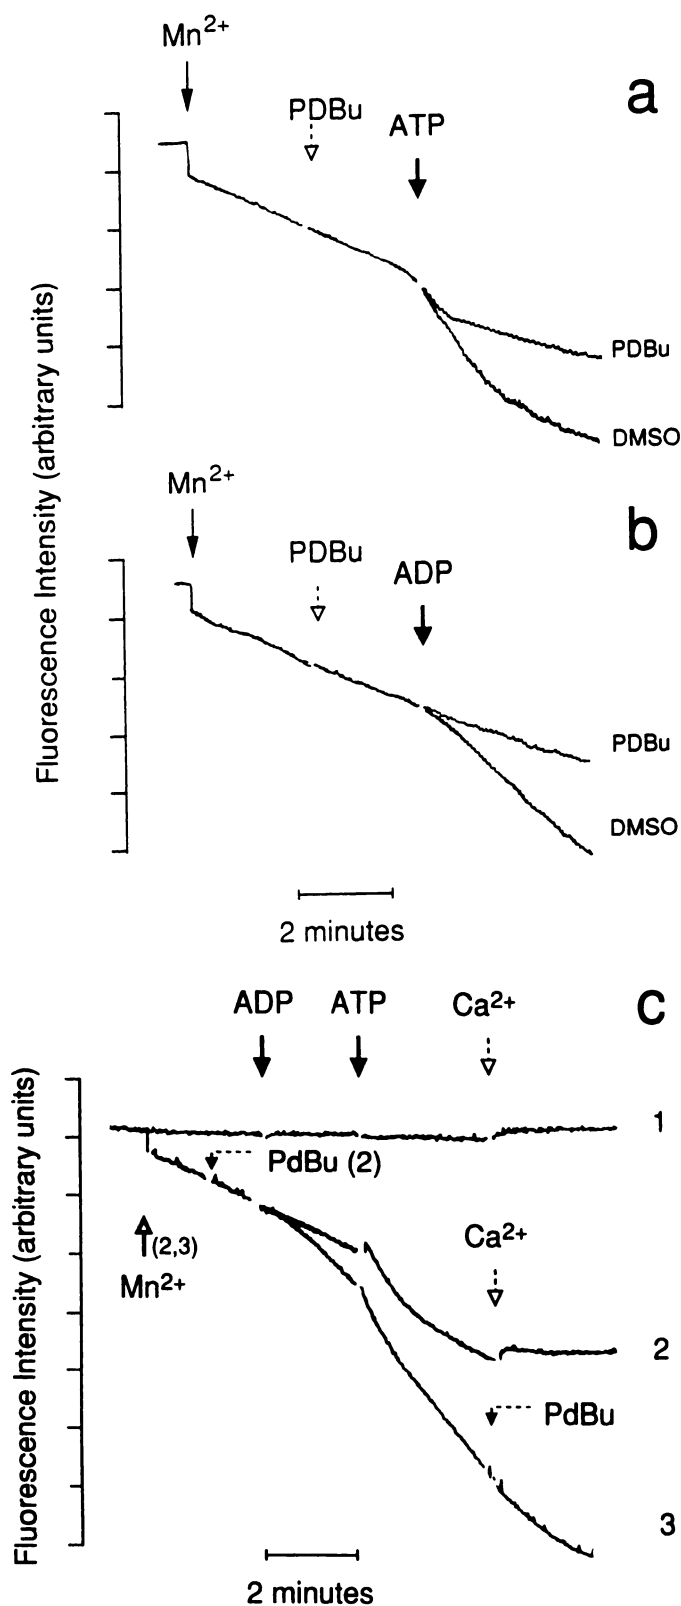 Mn²⁺
a
PDBu
ATP
PDBu
DMSO
Fluorescence Intensity (arbitrary units)
Mn²⁺
b
PDBu
ADP
PDBu
DMSO
2 minutes
ADP ATP Ca²⁺ c
1
PdBu (2)
(2,3)
Mn²⁺
Ca²⁺
2
PdBu
3
Fluorescence Intensity (arbitrary units)
2 minutes